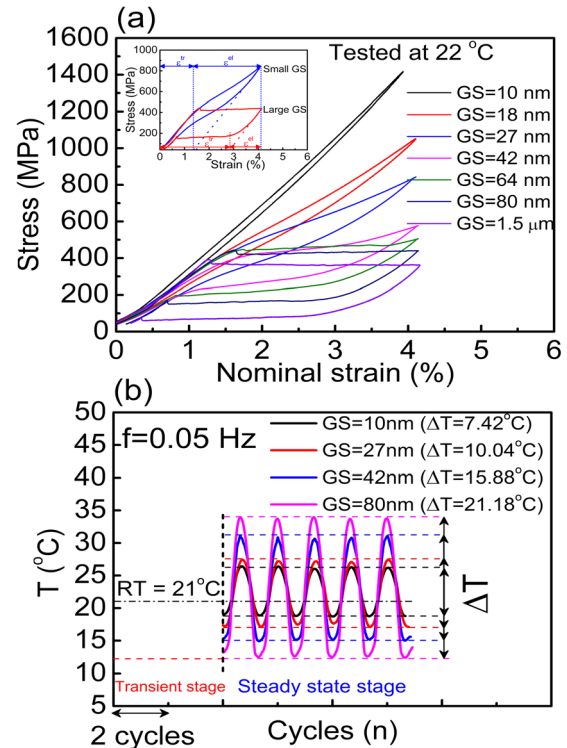 (a)
1600
1400
1200
1000
800
600
400
200
0
Stress (MPa)
0 1 2 3 4 5 6
Nominal strain (%)
Tested at 22 °C
GS=10 nm
GS=18 nm
GS=27 nm
GS=42 nm
GS=64 nm
GS=80 nm
GS=1.5 μm
1000
800
600
400
200
Stress (MPa)
0 1 2 3 4 5 6
Strain (%)
ε^tr ε^el
Small GS
Large GS
ε^tr ε^el
(b)
50
45
40
35
30
25
20
15
10
5
T (°C)
f=0.05 Hz
GS=10nm (ΔT=7.42°C)
GS=27nm (ΔT=10.04°C)
GS=42nm (ΔT=15.88°C)
GS=80nm (ΔT=21.18°C)
RT = 21°C
ΔT
Transient stage
Steady state stage
2 cycles
Cycles (n)